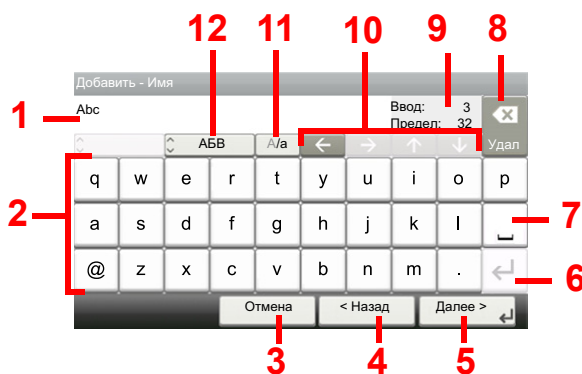 12 11 10 9 8
Добавить - Имя
1 Abc Ввод: 3
Предел: 32
АБВ A/a ← → ↑ ↓ Удал
q w e r t y u i o p
2 a s d f g h j k l 7
@ z x c v b n m . 6
Отмена < Назад Далее >
3 4 5